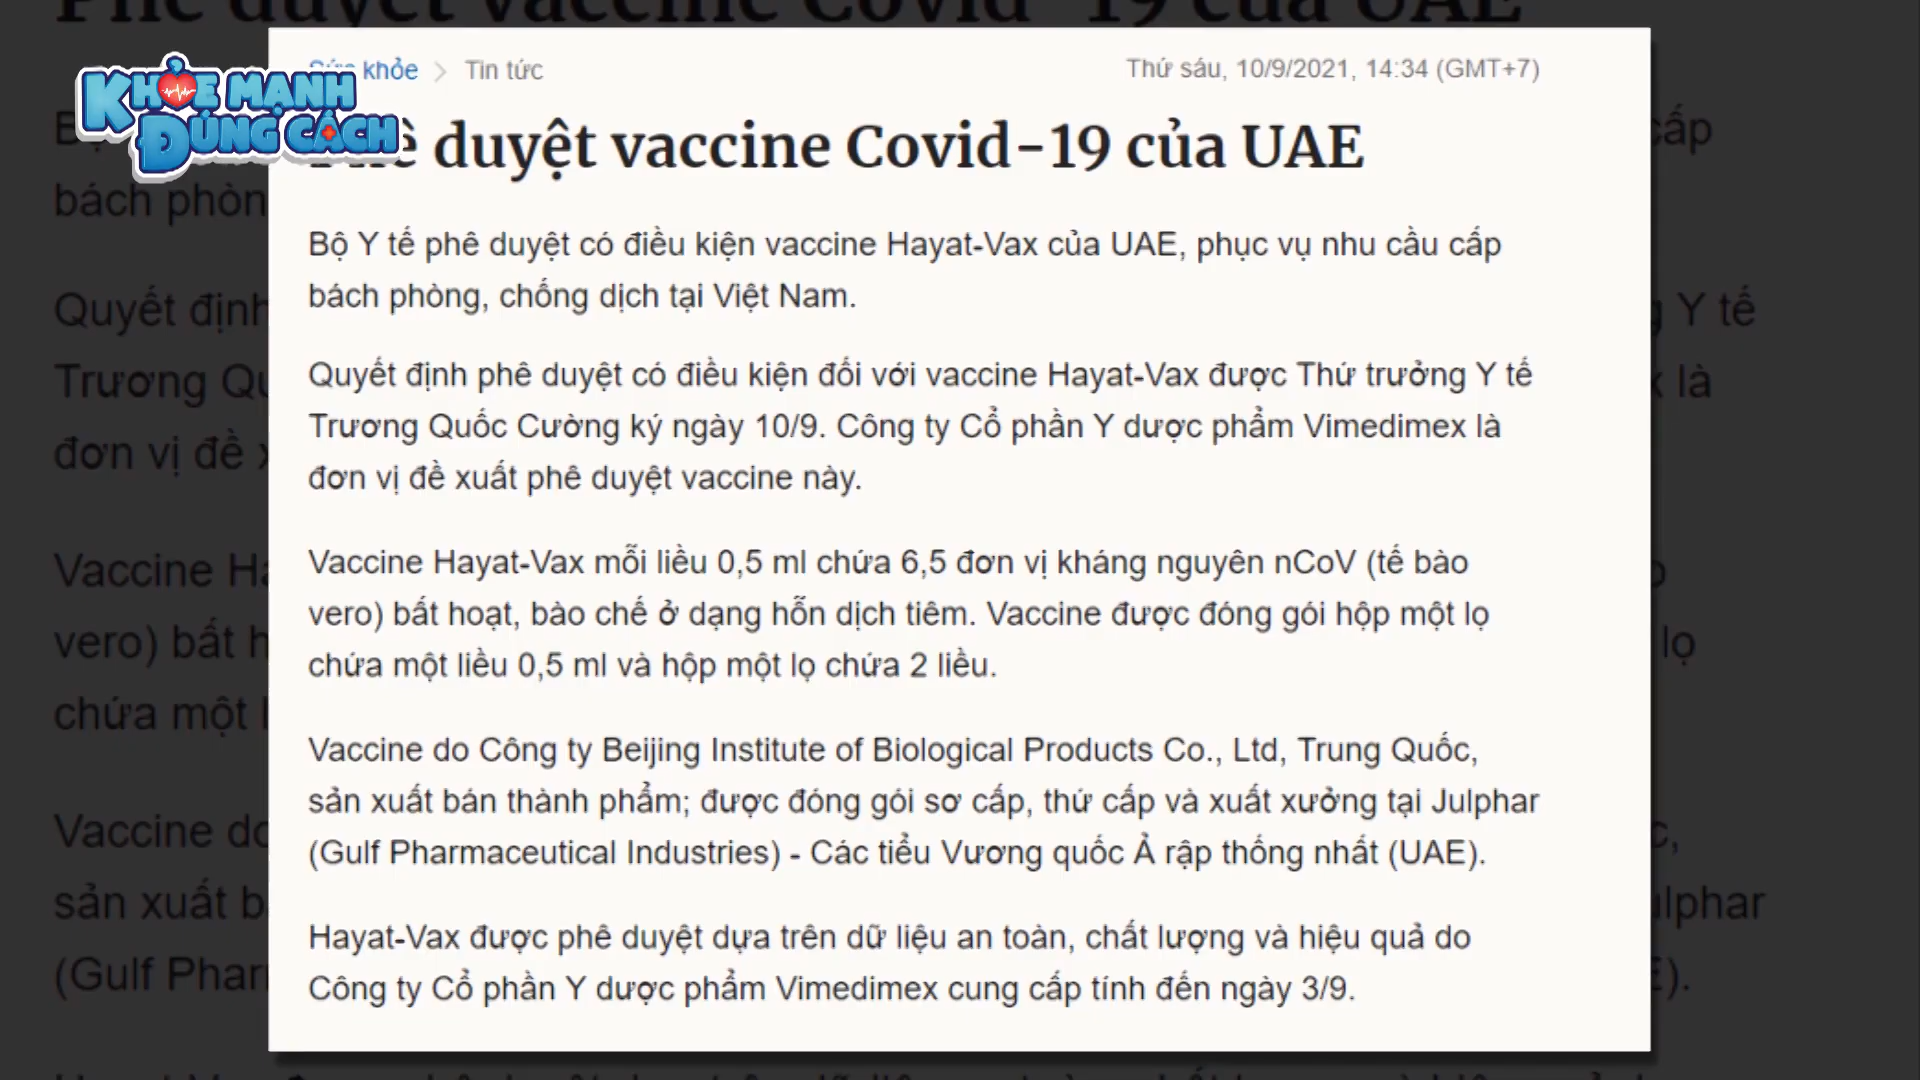 KHỎE MẠNH
ĐÚNG CÁCH
Sức khỏe > Tin tức
Thứ sáu, 10/9/2021, 14:34 (GMT+7)
Phê duyệt vaccine Covid-19 của UAE
Bộ Y tế phê duyệt có điều kiện vaccine Hayat-Vax của UAE, phục vụ nhu cầu cấp
bách phòng, chống dịch tại Việt Nam.
Quyết định phê duyệt có điều kiện đối với vaccine Hayat-Vax được Thứ trưởng Y tế
Trương Quốc Cường ký ngày 10/9. Công ty Cổ phần Y dược phẩm Vimedimex là
đơn vị đề xuất phê duyệt vaccine này.
Vaccine Hayat-Vax mỗi liều 0,5 ml chứa 6,5 đơn vị kháng nguyên nCoV (tế bào
vero) bất hoạt, bào chế ở dạng hỗn dịch tiêm. Vaccine được đóng gói hộp một lọ
chứa một liều 0,5 ml và hộp một lọ chứa 2 liều.
Vaccine do Công ty Beijing Institute of Biological Products Co., Ltd, Trung Quốc,
sản xuất bán thành phẩm; được đóng gói sơ cấp, thứ cấp và xuất xưởng tại Julphar
(Gulf Pharmaceutical Industries) - Các tiểu Vương quốc Ả rập thống nhất (UAE).
Hayat-Vax được phê duyệt dựa trên dữ liệu an toàn, chất lượng và hiệu quả do
Công ty Cổ phần Y dược phẩm Vimedimex cung cấp tính đến ngày 3/9.